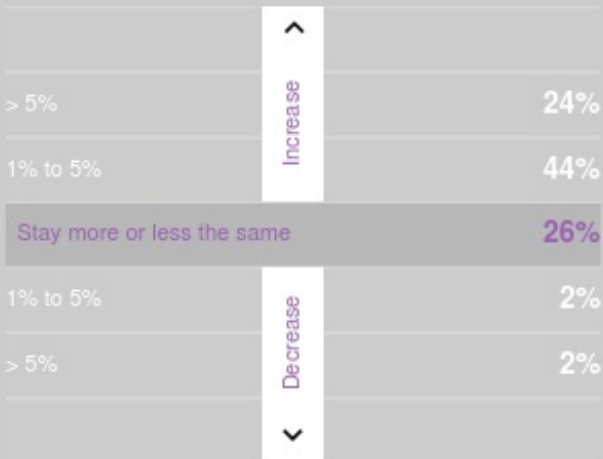 > 5%
Increase
24%
1% to 5%
44%
Stay more or less the same
26%
1% to 5%
Decrease
2%
> 5%
2%